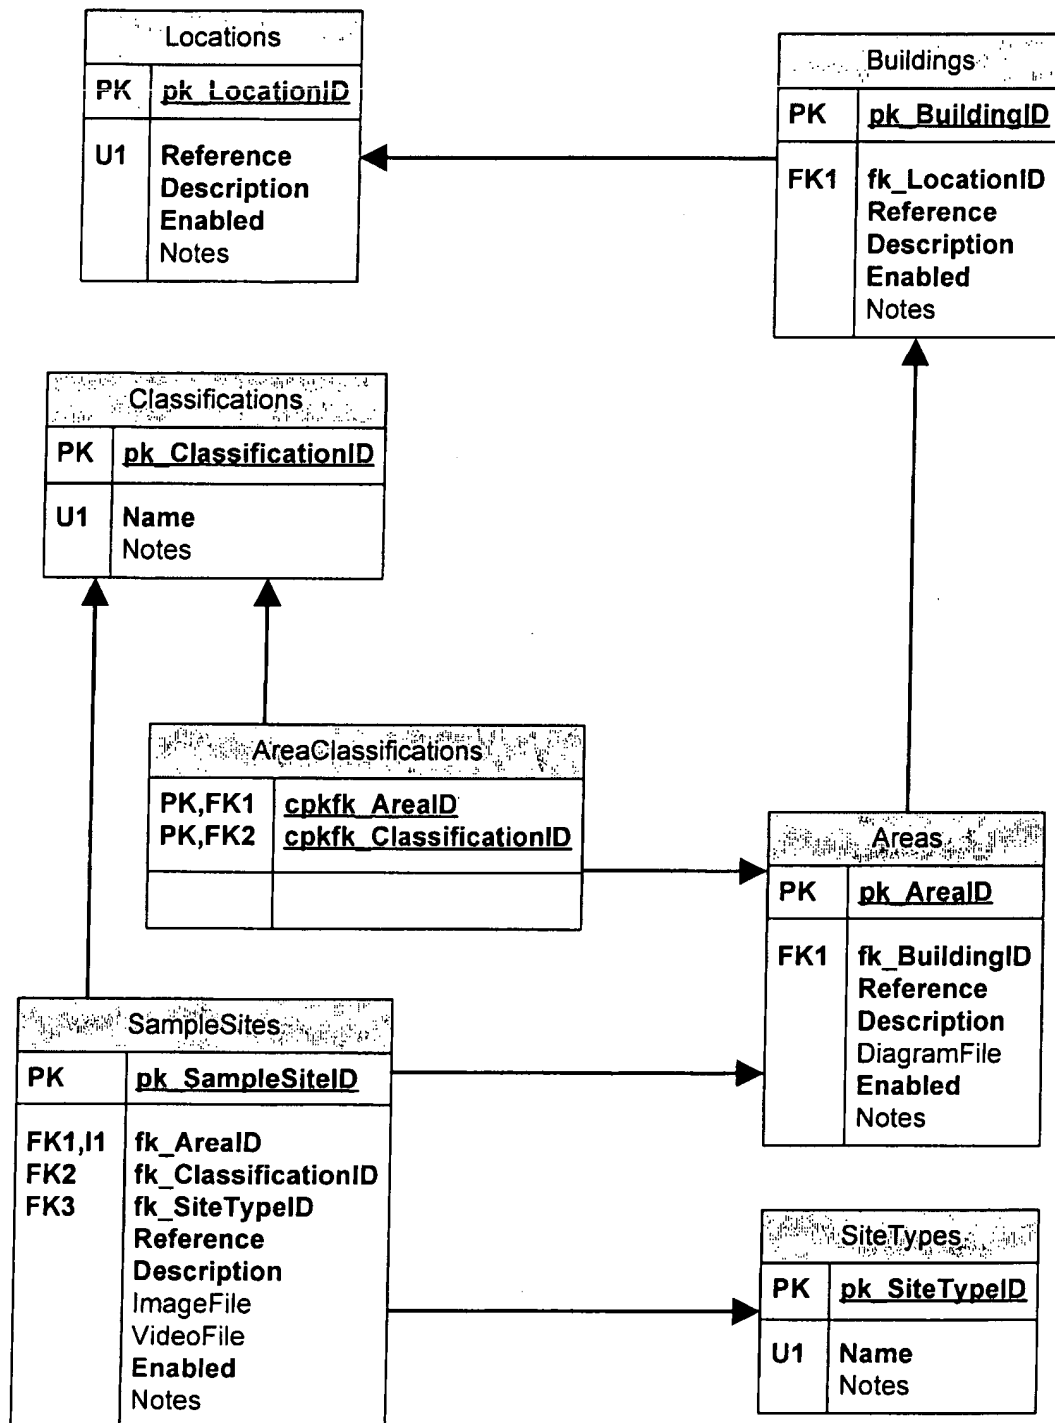 Locations
PK pk_LocationID
U1 Reference
Description
Enabled
Notes
Buildings
PK pk_BuildingID
FK1 fk_LocationID
Reference
Description
Enabled
Notes
Classifications
PK pk_ClassificationID
U1 Name
Notes
AreaClassifications
PK,FK1 cpkfk_AreaID
PK,FK2 cpkfk_ClassificationID
Areas
PK pk_AreaID
FK1 fk_BuildingID
Reference
Description
DiagramFile
Enabled
Notes
SampleSites
PK pk_SampleSiteID
FK1,I1 fk_AreaID
FK2 fk_ClassificationID
FK3 fk_SiteTypeID
Reference
Description
ImageFile
VideoFile
Enabled
Notes
SiteTypes
PK pk_SiteTypeID
U1 Name
Notes